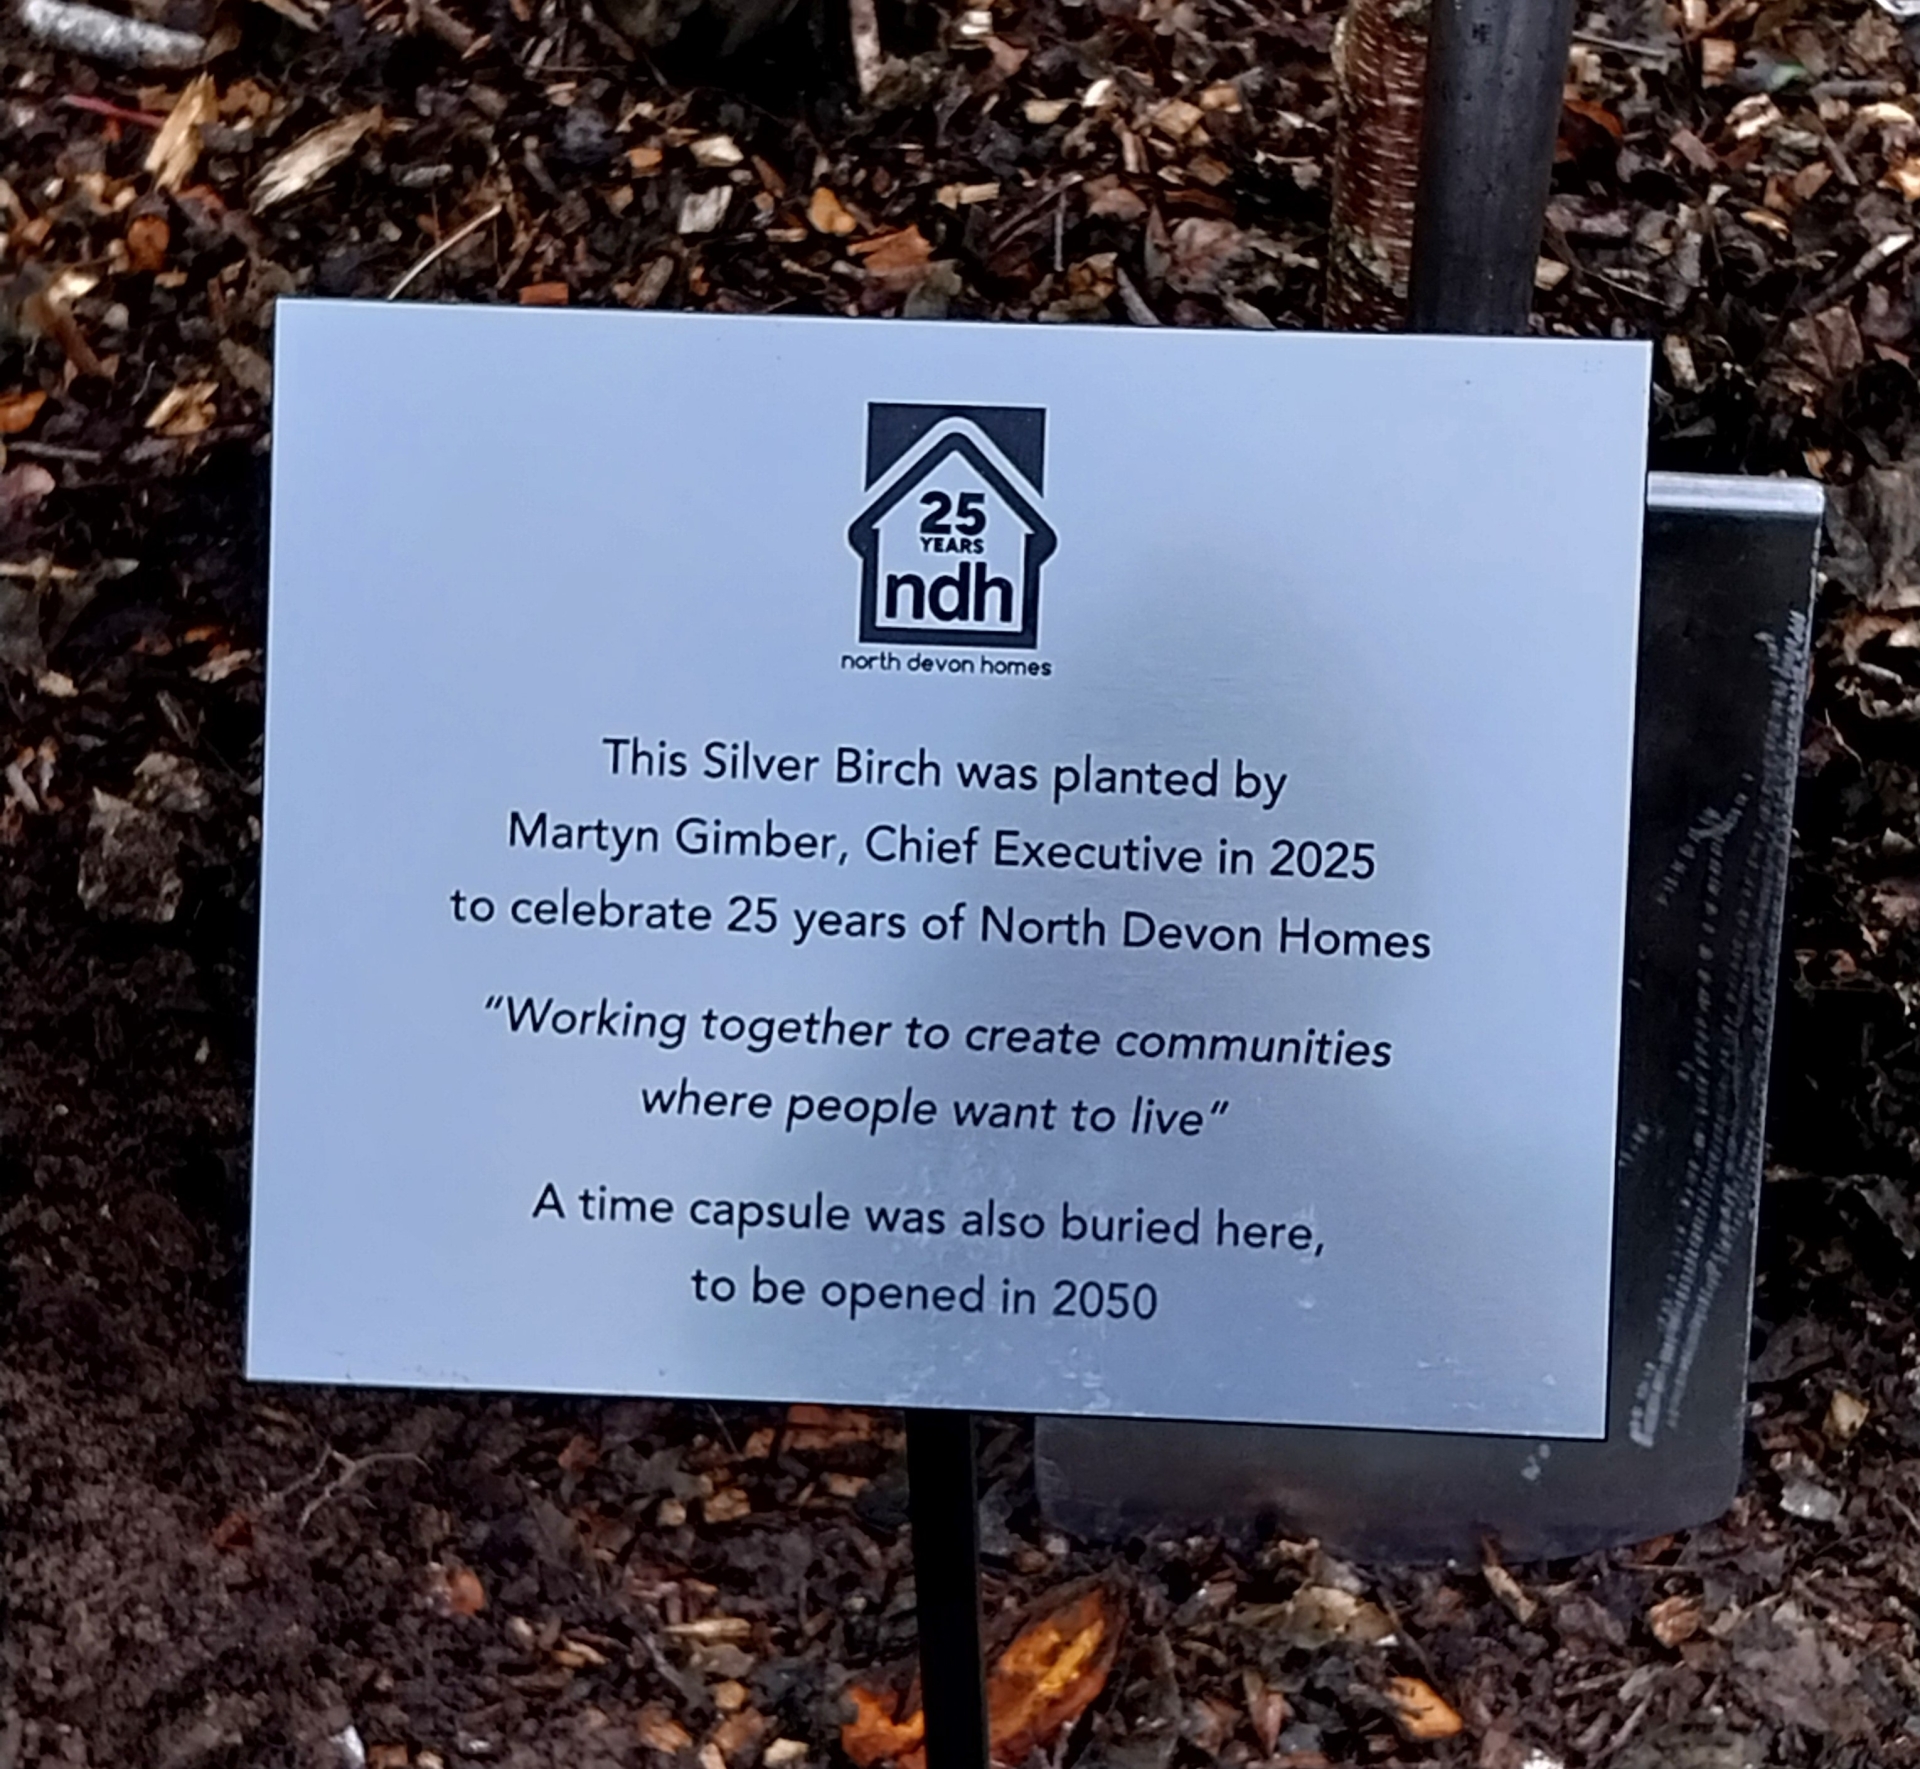 25
YEARS
ndh
north devon homes
This Silver Birch was planted by
Martyn Gimber, Chief Executive in 2025
to celebrate 25 years of North Devon Homes
“Working together to create communities
where people want to live”
A time capsule was also buried here,
to be opened in 2050